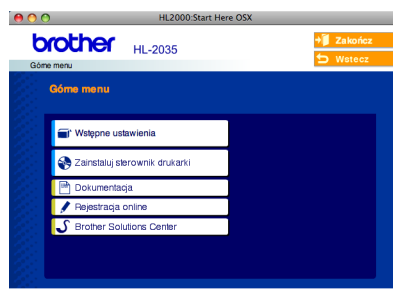 HL2000:Start Here OSX
brother HL-2035
Zakończ
Wstecz
Górne menu
Górne menu
Wstępne ustawienia
Zainstaluj sterownik drukarki
Dokumentacja
Rejestracja online
Brother Solutions Center